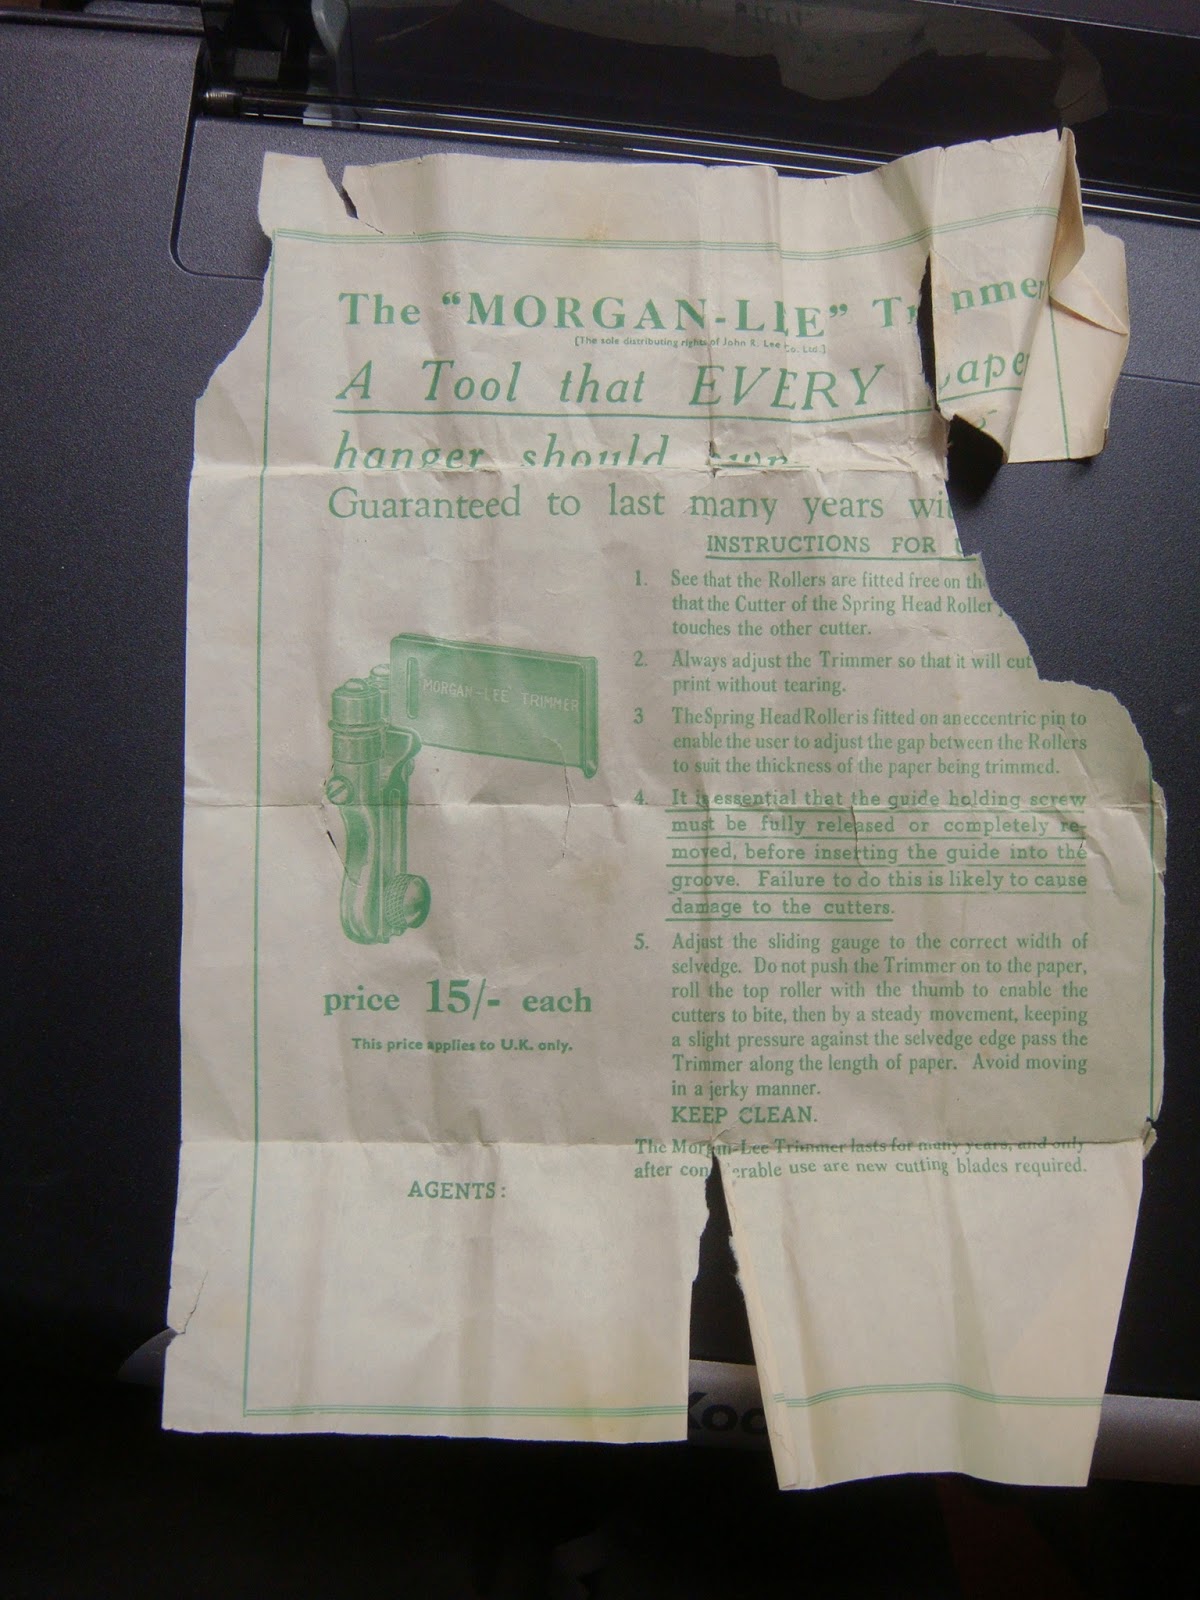 The "MORGAN-LEE" Tr nmer
[The sole distributing rights of John R. Lee Co. Ltd.]
A Tool that EVERY aper
hanger should own
Guaranteed to last many years wit
INSTRUCTIONS FOR U
1. See that the Rollers are fitted free on th
that the Cutter of the Spring Head Roller
touches the other cutter.
2. Always adjust the Trimmer so that it will cut
print without tearing.
3 The Spring Head Roller is fitted on an eccentric pin to
enable the user to adjust the gap between the Rollers
to suit the thickness of the paper being trimmed.
4. It is essential that the guide holding screw
must be fully released or completely re-
moved, before inserting the guide into the
groove. Failure to do this is likely to cause
damage to the cutters.
5. Adjust the sliding gauge to the correct width of
selvedge. Do not push the Trimmer on to the paper,
roll the top roller with the thumb to enable the
cutters to bite, then by a steady movement, keeping
a slight pressure against the selvedge edge pass the
Trimmer along the length of paper. Avoid moving
in a jerky manner.
KEEP CLEAN.
The Morgan-Lee Trimmer lasts for many years, and only
after con erable use are new cutting blades required.
MORGAN-LEE TRIMMER
price 15/- each
This price applies to U.K. only.
AGENTS:
Kod